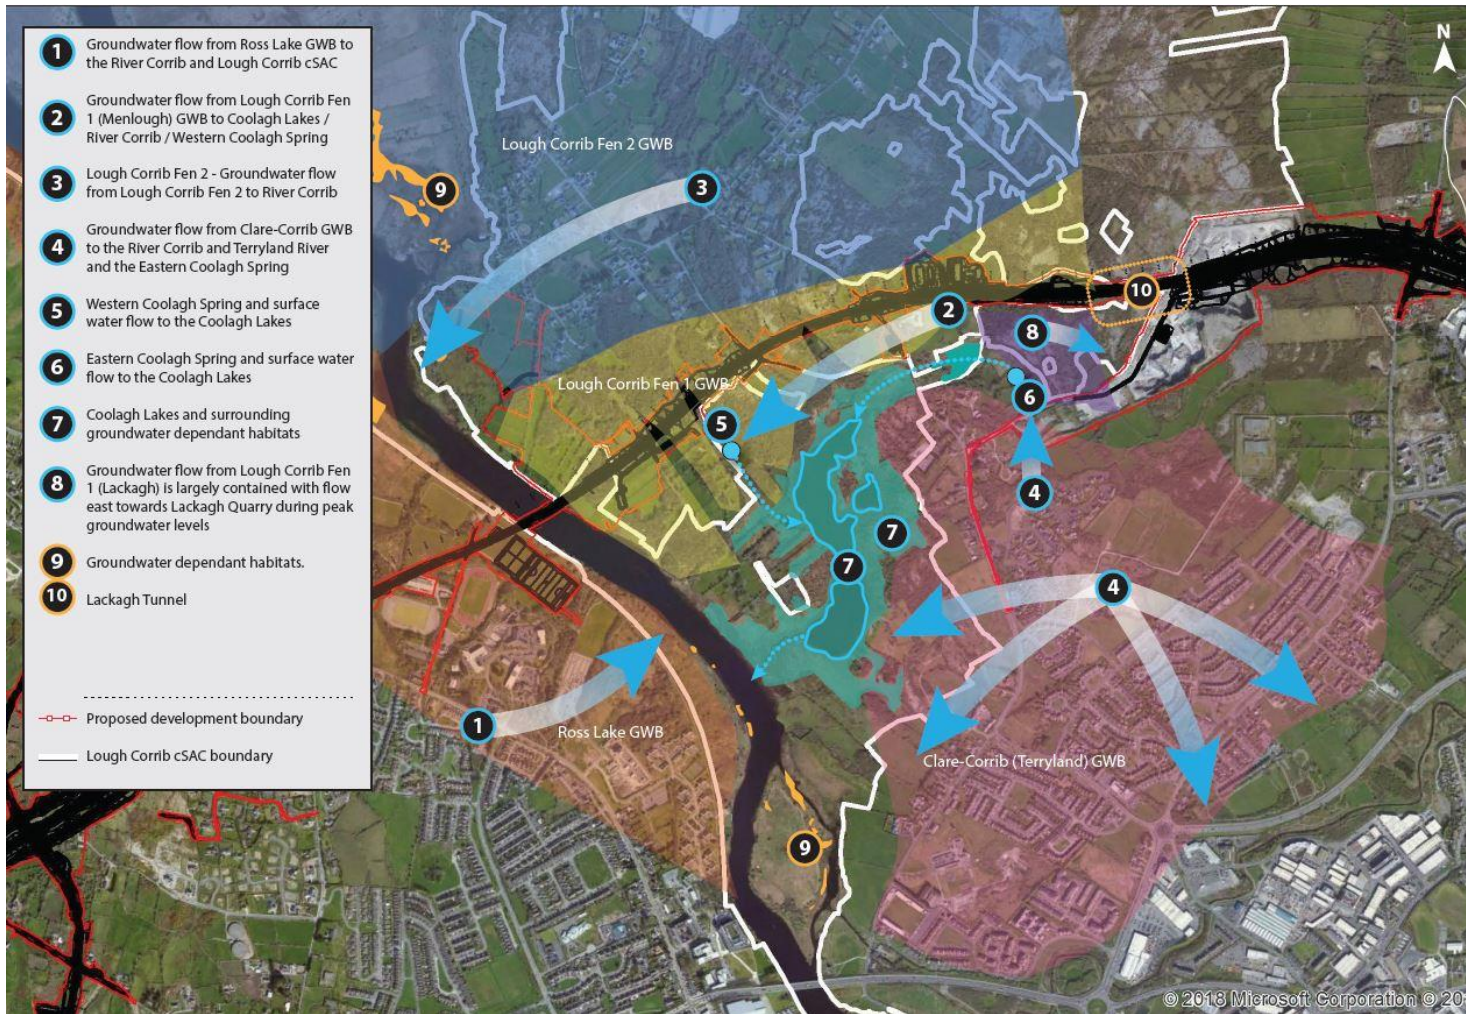 1
Groundwater flow from Ross Lake GWB to
the River Corrib and Lough Corrib cSAC
2
Groundwater flow from Lough Corrib Fen
1 (Menlough) GWB to Coolagh Lakes /
River Corrib / Western Coolagh Spring
3
Lough Corrib Fen 2 - Groundwater flow
from Lough Corrib Fen 2 to River Corrib
4
Groundwater flow from Clare-Corrib GWB
to the River Corrib and Terryland River
and the Eastern Coolagh Spring
5
Western Coolagh Spring and surface
water flow to the Coolagh Lakes
6
Eastern Coolagh Spring and surface water
flow to the Coolagh Lakes
7
Coolagh Lakes and surrounding
groundwater dependant habitats
8
Groundwater flow from Lough Corrib Fen
1 (Lackagh) is largely contained with flow
east towards Lackagh Quarry during peak
groundwater levels
9
Groundwater dependant habitats.
10
Lackagh Tunnel
Proposed development boundary
Lough Corrib cSAC boundary
N
Lough Corrib Fen 2 GWB
3
9
10
2
8
Lough Corrib Fen 1 GWB
6
5
4
7
7
4
1
Ross Lake GWB
Clare-Corrib (Terryland) GWB
9
© 2018 Microsoft Corporation © 20